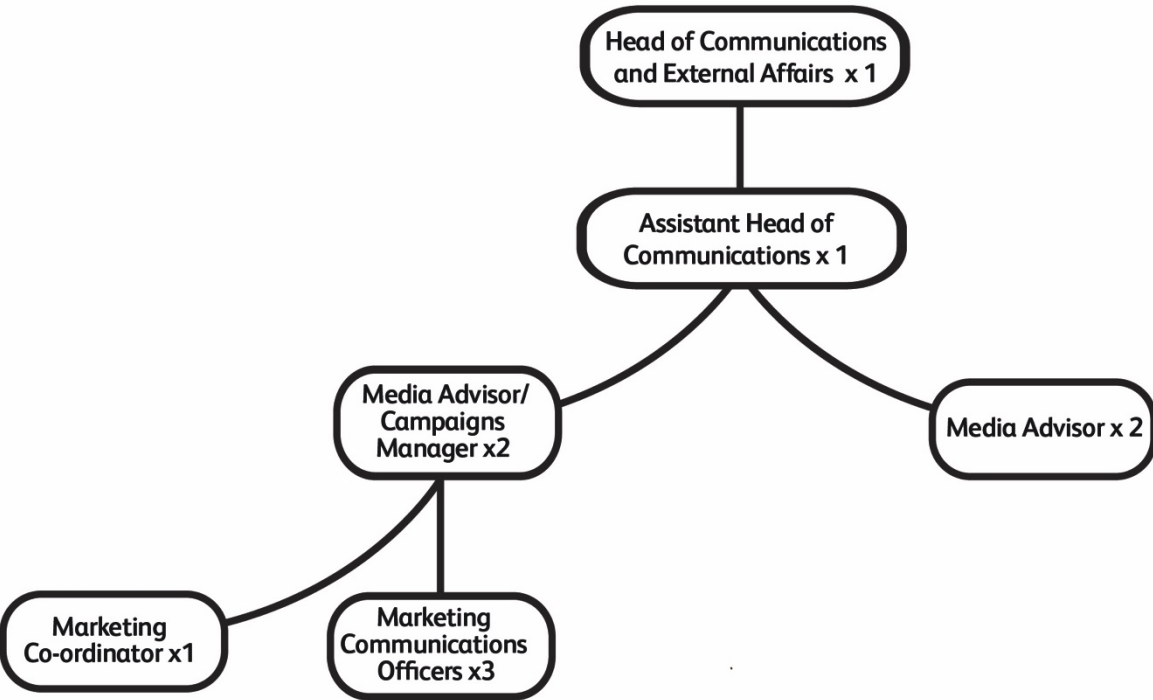 Head of Communications
and External Affairs x 1
Assistant Head of
Communications x 1
Media Advisor/
Campaigns
Manager x2
Media Advisor x 2
Marketing
Co-ordinator x1
Marketing
Communications
Officers x3